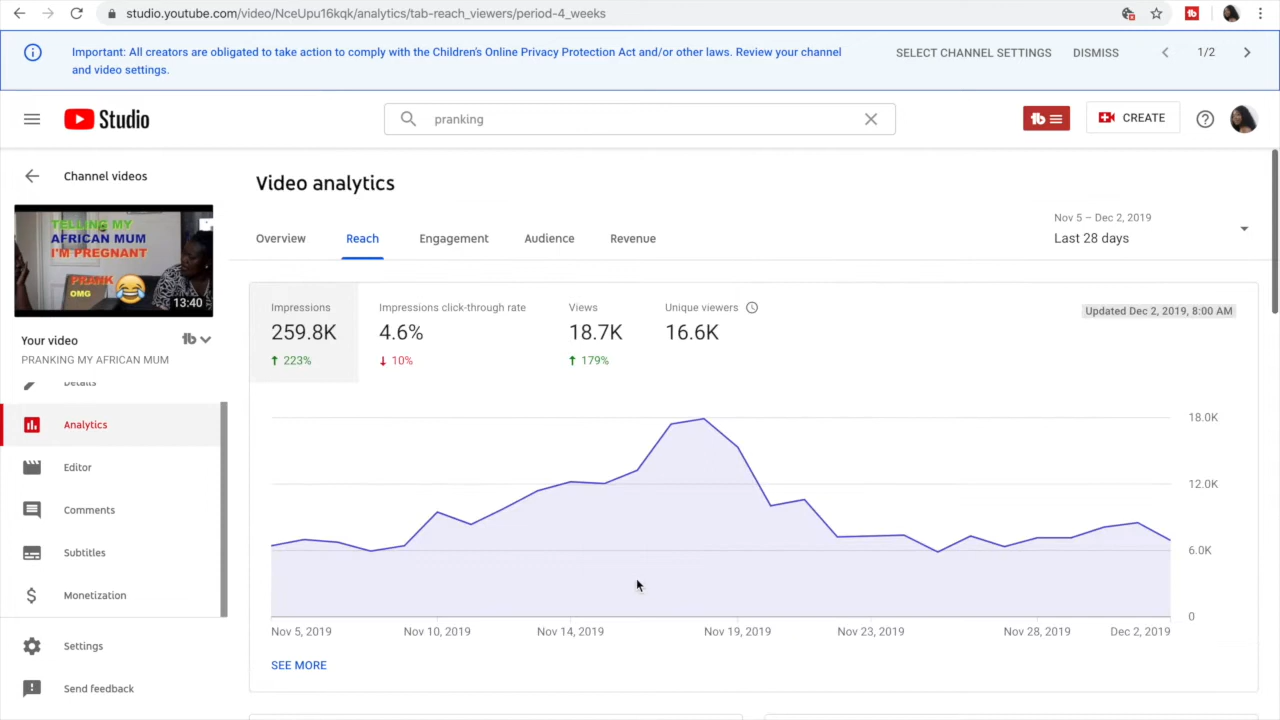 studio.youtube.com/video/NceUpu16kqk/analytics/tab-reach_viewers/period-4_weeks
Important: All creators are obligated to take action to comply with the Children's Online Privacy Protection Act and/or other laws. Review your channel
and video settings.
SELECT CHANNEL SETTINGS
DISMISS
1/2
Studio
pranking
tb
CREATE
Channel videos
TELLING MY
AFRICAN MUM
I'M PREGNANT
PRANK
OMG
13:40
Your video
tb
PRANKING MY AFRICAN MUM
Details
Analytics
Editor
Comments
Subtitles
Monetization
Settings
Send feedback
Video analytics
Overview
Reach
Engagement
Audience
Revenue
Nov 5 – Dec 2, 2019
Last 28 days
Impressions
259.8K
223%
Impressions click-through rate
4.6%
10%
Views
18.7K
179%
Unique viewers
16.6K
Updated Dec 2, 2019, 8:00 AM
18.0K
12.0K
6.0K
0
Nov 5, 2019
Nov 10, 2019
Nov 14, 2019
Nov 19, 2019
Nov 23, 2019
Nov 28, 2019
Dec 2, 2019
SEE MORE